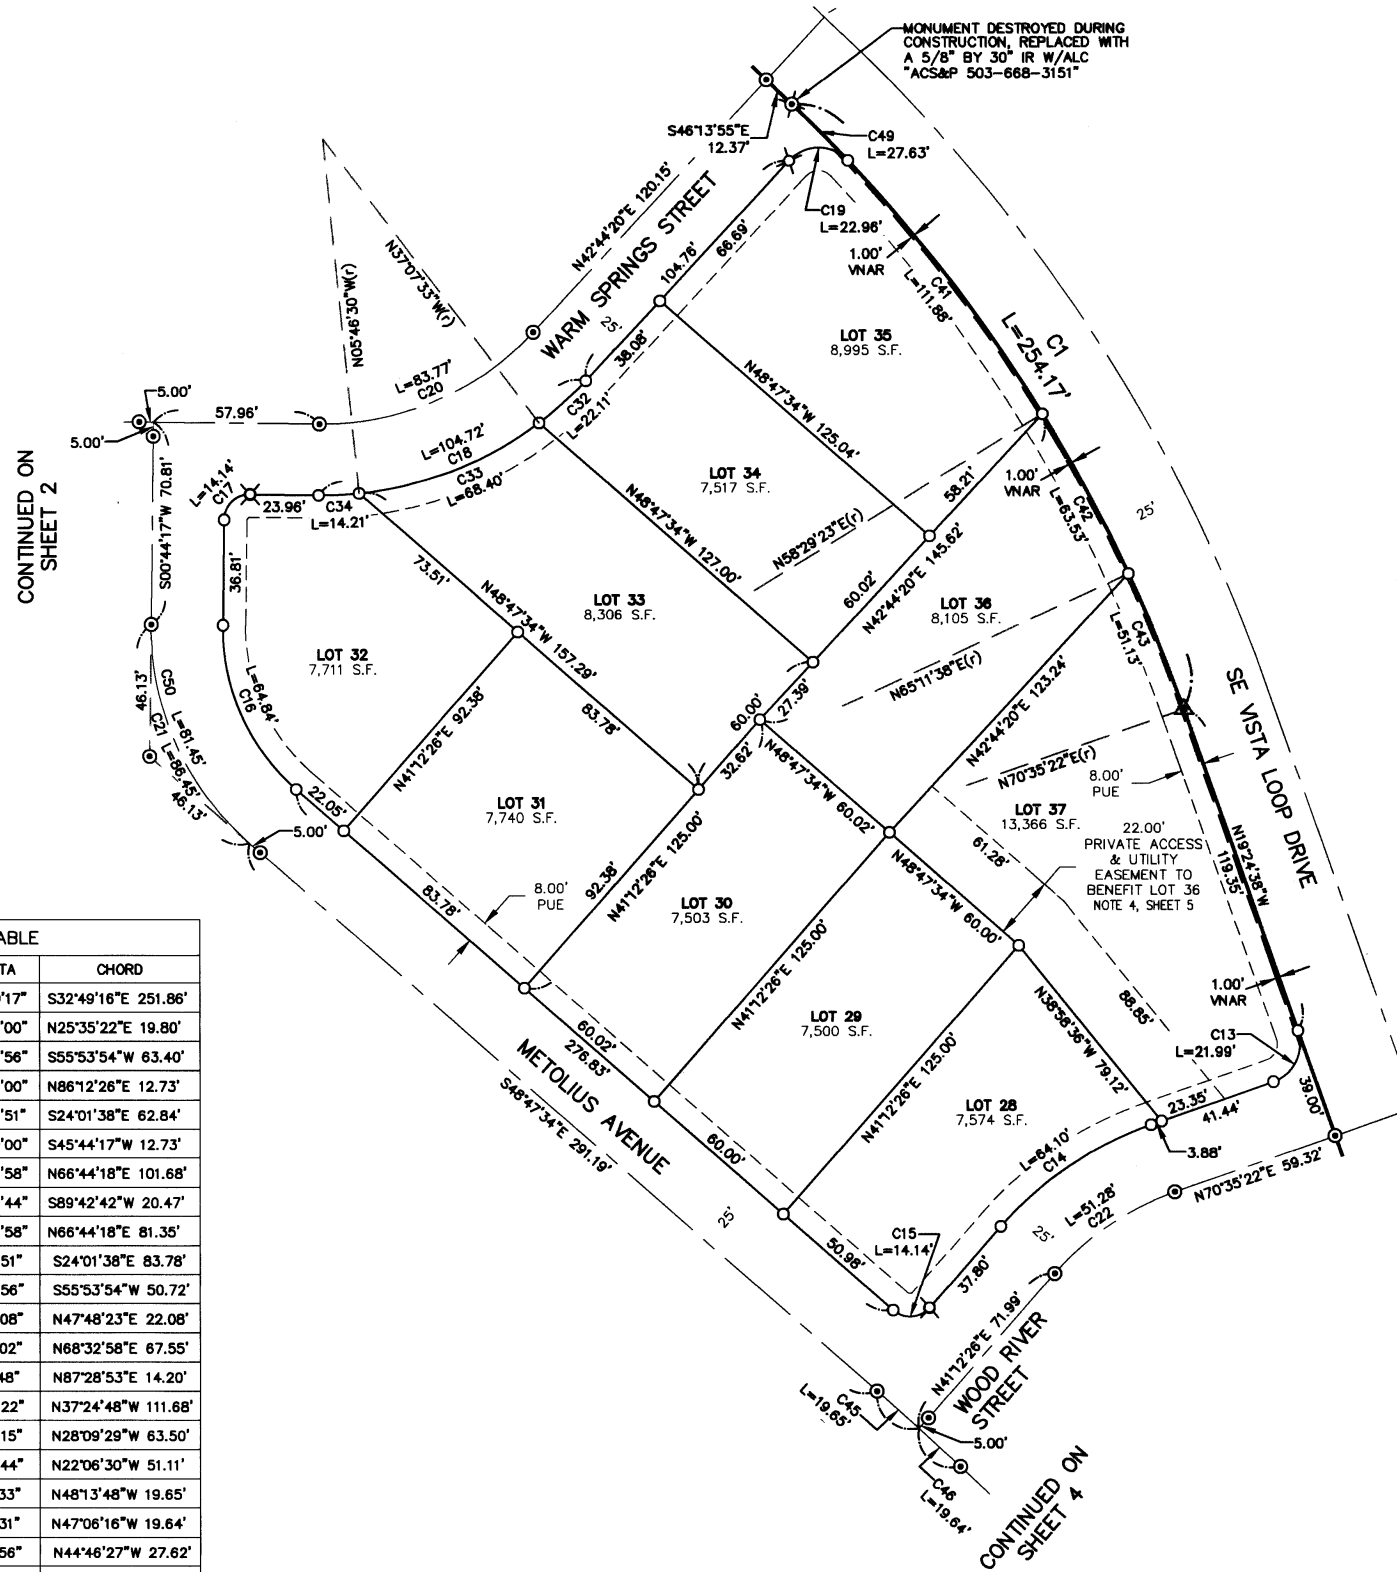 MONUMENT DESTROYED DURING
CONSTRUCTION, REPLACED WITH
A 5/8" BY 30" IR W/ALC
"ACS&P 503-668-3151"
S46°13'55"E
12.37'
C49
L=27.63'
C19
L=22.96'
N42°44'20"E 120.15'
WARM SPRINGS STREET
104.76'
66.69'
25'
38.08'
1.00'
VNAR
C41
L=111.88'
C1
L=254.17'
N37°07'33"W(r)
N05°46'30"W(r)
LOT 35
8,995 S.F.
5.00'
5.00'
57.96'
L=83.77'
C20
C32
L=22.11'
N48°47'34"W 125.04'
CONTINUED ON
SHEET 2
S00°44'17"W 70.81'
L=14.14'
C17
23.96'
C34
L=14.21'
L=104.72'
C18
C33
L=68.40'
LOT 34
7,517 S.F.
58.21'
1.00'
VNAR
C42
L=63.53'
25'
36.81'
73.51'
N48°47'34"W 127.00'
N58°29'23"E(r)
N48°47'34"W 157.29'
LOT 33
8,306 S.F.
60.02'
N42°44'20"E 145.62'
LOT 36
8,105 S.F.
C43
L=51.13'
LOT 32
7,711 S.F.
N65°11'38"E(r)
SE VISTA LOOP DRIVE
46.13'
C50
L=81.45'
C21
L=86.45'
46.13'
C16
L=64.84'
N41°12'26"E 92.38'
83.78'
60.00'
27.39'
32.62'
N42°44'20"E 123.24'
N70°35'22"E(r)
8.00'
PUE
22.05'
5.00'
LOT 31
7,740 S.F.
N48°47'34"W 60.02'
LOT 37
13,366 S.F.
22.00'
PRIVATE ACCESS
& UTILITY
EASEMENT TO
BENEFIT LOT 36
NOTE 4, SHEET 5
N19°24'38"W
119.35'
61.28'
83.78'
8.00'
PUE
92.38'
N41°12'26"E 125.00'
LOT 30
7,503 S.F.
N48°47'34"W 60.00'
88.85'
1.00'
VNAR
N41°12'26"E 125.00'
LOT 29
7,500 S.F.
N38°58'36"W 79.12'
C13
L=21.99'
METOLIUS AVENUE
60.02'
276.83'
S48°47'34"E 291.19'
60.00'
N41°12'26"E 125.00'
LOT 28
7,574 S.F.
23.35'
41.44'
39.00'
L=64.10'
C14
3.88'
N70°35'22"E 59.32'
25'
50.98'
C15
L=14.14'
37.80'
25'
L=51.28'
C22
N41°12'26"E 71.99'
WOOD RIVER
STREET
C45
L=19.65'
5.00'
C46
L=19.64'
CONTINUED ON
SHEET 4
ABLE
TA CHORD
'17" S32°49'16"E 251.86'
'00" N25°35'22"E 19.80'
'56" S55°53'54"W 63.40'
'00" N86°12'26"E 12.73'
'51" S24°01'38"E 62.84'
'00" S45°44'17"W 12.73'
'58" N66°44'18"E 101.68'
'44" S89°42'42"W 20.47'
'58" N66°44'18"E 81.35'
51" S24°01'38"E 83.78'
56" S55°53'54"W 50.72'
08" N47°48'23"E 22.08'
02" N68°32'58"E 67.55'
48" N87°28'53"E 14.20'
22" N37°24'48"W 111.68'
15" N28°09'29"W 63.50'
44" N22°06'30"W 51.11'
33" N48°13'48"W 19.65'
31" N47°06'16"W 19.64'
56" N44°46'27"W 27.62'